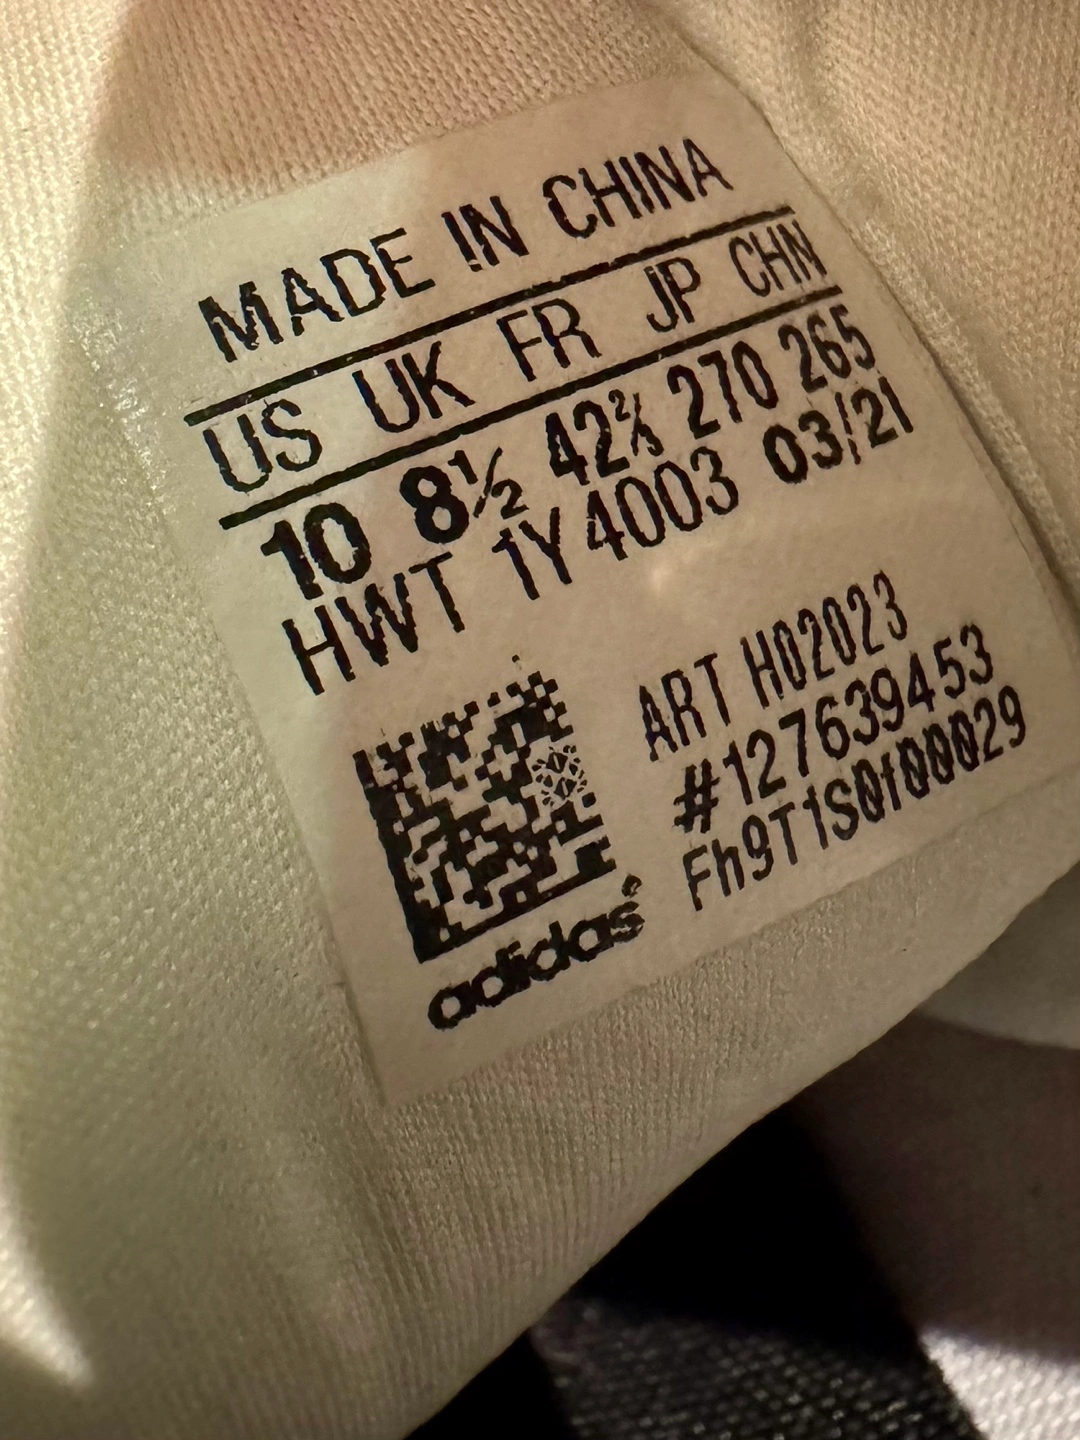 MADE IN CHINA
US UK FR JP CHN
10 8½ 42⅔ 270 265
HWT 1Y4003 03/21
ART H02023
#127639453
Fh9T1S0f00029
adidas